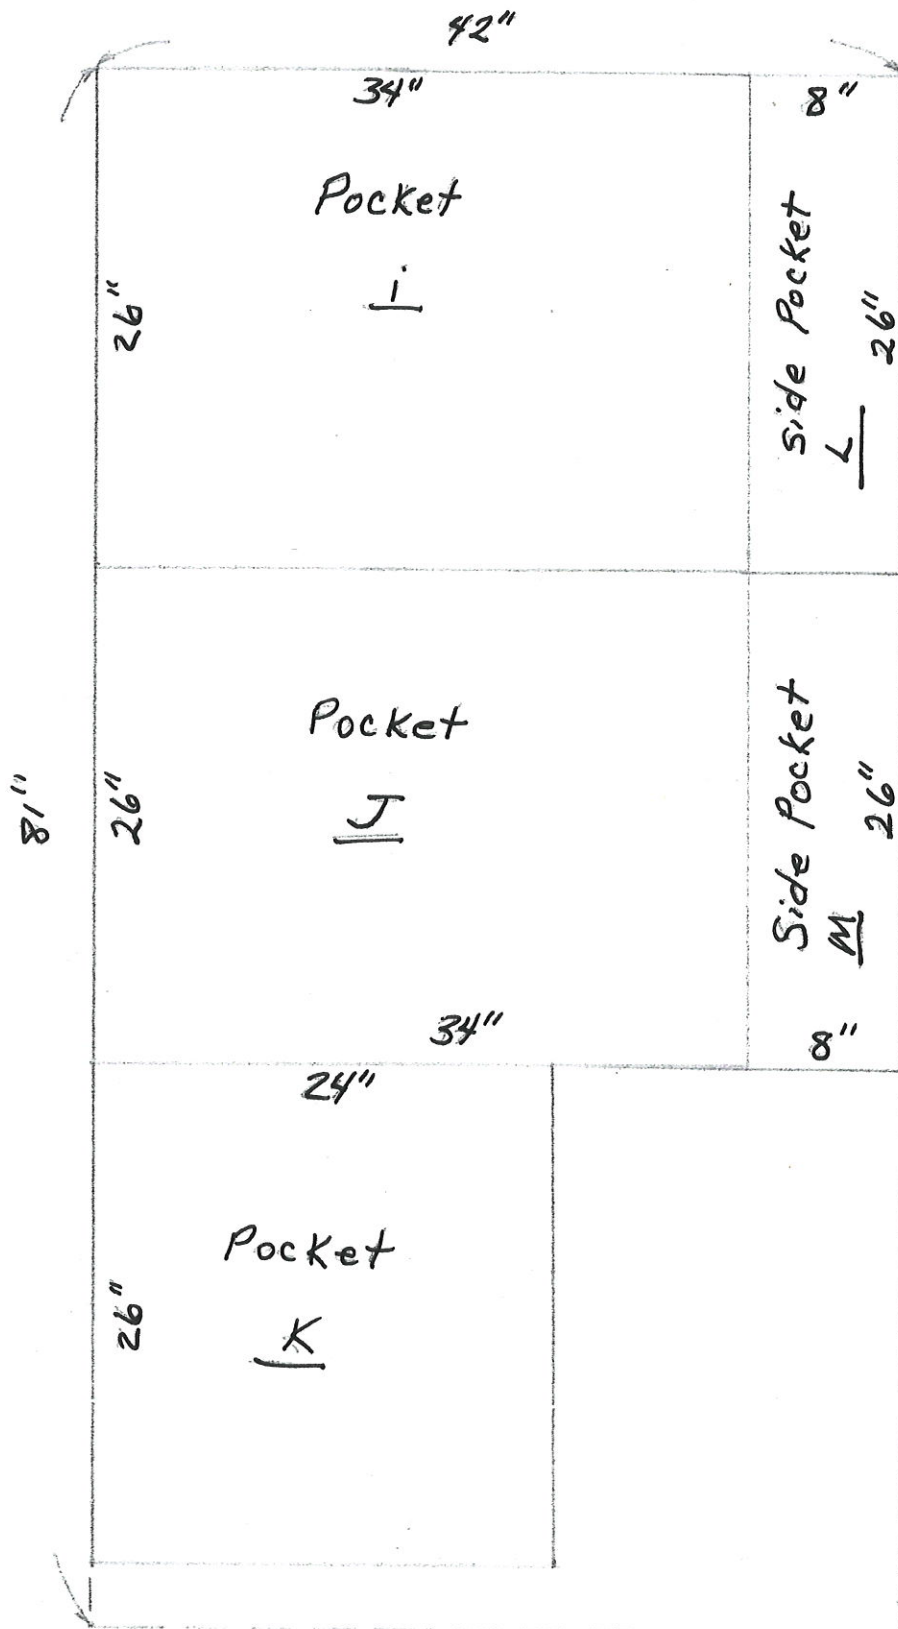 42"
34"
8"
Pocket
i
26"
side Pocket
L
26"
Pocket
J
26"
81"
Side Pocket
M
26"
34"
8"
24"
Pocket
K
26"